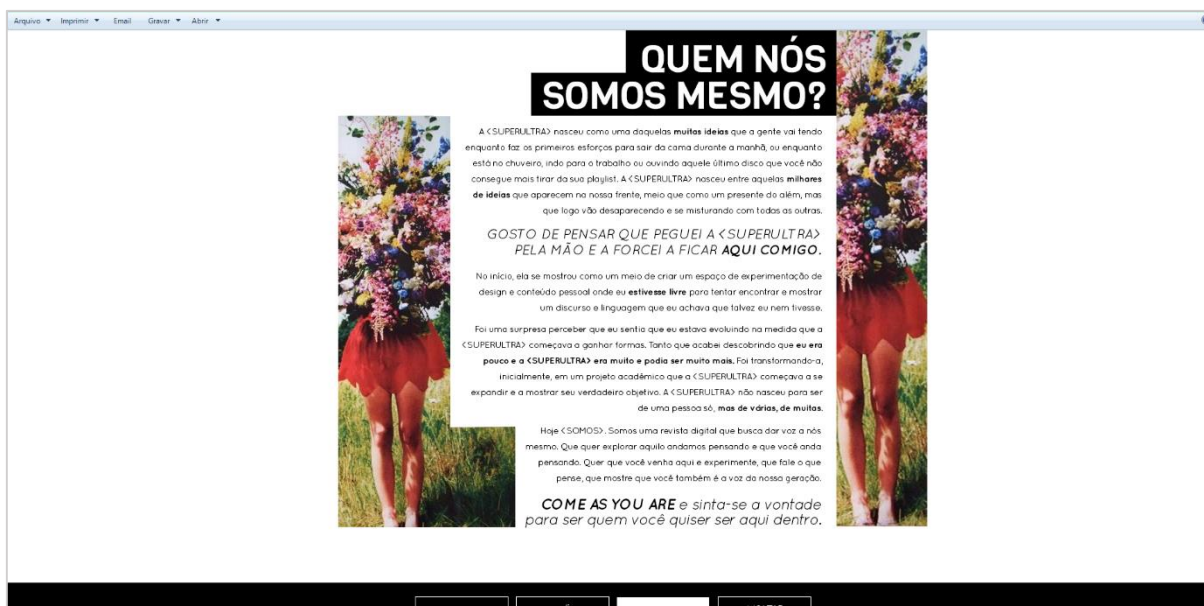 Arquivo Imprimir Email Gravar Abrir
QUEM NÓS
SOMOS MESMO?
A <SUPERULTRA> nasceu como uma daquelas muitas ideias que a gente vai tendo
enquanto faz os primeiros esforços para sair da cama durante a manhã, ou enquanto
está no chuveiro, indo para o trabalho ou ouvindo aquele último disco que você não
consegue mais tirar da sua playlist. A <SUPERULTRA> nasceu entre aquelas milhares
de ideias que aparecem na nossa frente, meio que como um presente do além, mas
que logo vão desaparecendo e se misturando com todas as outras.
GOSTO DE PENSAR QUE PEGUEI A <SUPERULTRA>
PELA MÃO E A FORCEI A FICAR AQUI COMIGO.
No início, ela se mostrou como um meio de criar um espaço de experimentação de
design e conteúdo pessoal onde eu estivesse livre para tentar encontrar e mostrar
um discurso e linguagem que eu achava que talvez eu nem tivesse.
Foi uma surpresa perceber que eu sentia que eu estava evoluindo na medida que a
<SUPERULTRA> começava a ganhar formas. Tanto que acabei descobrindo que eu era
pouco e a <SUPERULTRA> era muito e podia ser muito mais. Foi transformando-a,
inicialmente, em um projeto acadêmico que a <SUPERULTRA> começava a se
expandir e a mostrar seu verdadeiro objetivo. A <SUPERULTRA> não nasceu para ser
de uma pessoa só, mas de várias, de muitas.
Hoje <SOMOS>. Somos uma revista digital que busca dar voz a nós
mesmo. Que quer explorar aquilo andamos pensando e que você anda
pensando. Quer que você venha aqui e experimente, que fale o que
pense, que mostre que você também é a voz da nossa geração.
COME AS YOU ARE e sinta-se a vontade
para ser quem você quiser ser aqui dentro.